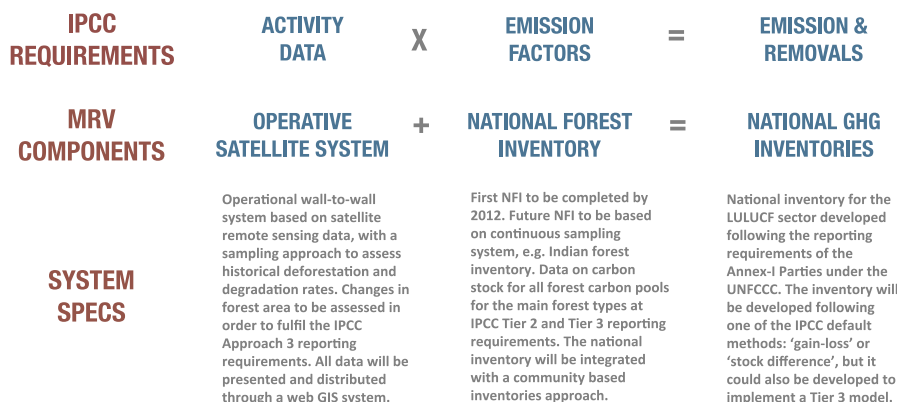 IPCC
REQUIREMENTS
ACTIVITY
DATA
X
EMISSION
FACTORS
=
EMISSION &
REMOVALS
MRV
COMPONENTS
OPERATIVE
SATELLITE SYSTEM
+
NATIONAL FOREST
INVENTORY
=
NATIONAL GHG
INVENTORIES
SYSTEM
SPECS
Operational wall-to-wall
system based on satellite
remote sensing data, with a
sampling approach to assess
historical deforestation and
degradation rates. Changes in
forest area to be assessed in
order to fulfil the IPCC
Approach 3 reporting
requirements. All data will be
presented and distributed
through a web GIS system.
First NFI to be completed by
2012. Future NFI to be based
on continuous sampling
system, e.g. Indian forest
inventory. Data on carbon
stock for all forest carbon pools
for the main forest types at
IPCC Tier 2 and Tier 3 reporting
requirements. The national
inventory will be integrated
with a community based
inventories approach.
National inventory for the
LULUCF sector developed
following the reporting
requirements of the
Annex-I Parties under the
UNFCCC. The inventory will
be developed following
one of the IPCC default
methods: ‘gain-loss’ or
‘stock difference’, but it
could also be developed to
implement a Tier 3 model.